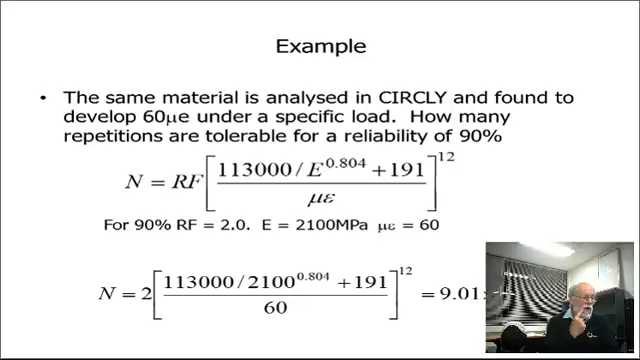 Example
• The same material is analysed in CIRCLY and found to
develop 60με under a specific load. How many
repetitions are tolerable for a reliability of 90%
N = RF [ 113000 / E^0.804 + 191 / με ]^12
For 90% RF = 2.0. E = 2100MPa με = 60
N = 2 [ 113000 / 2100^0.804 + 191 / 60 ]^12 = 9.01